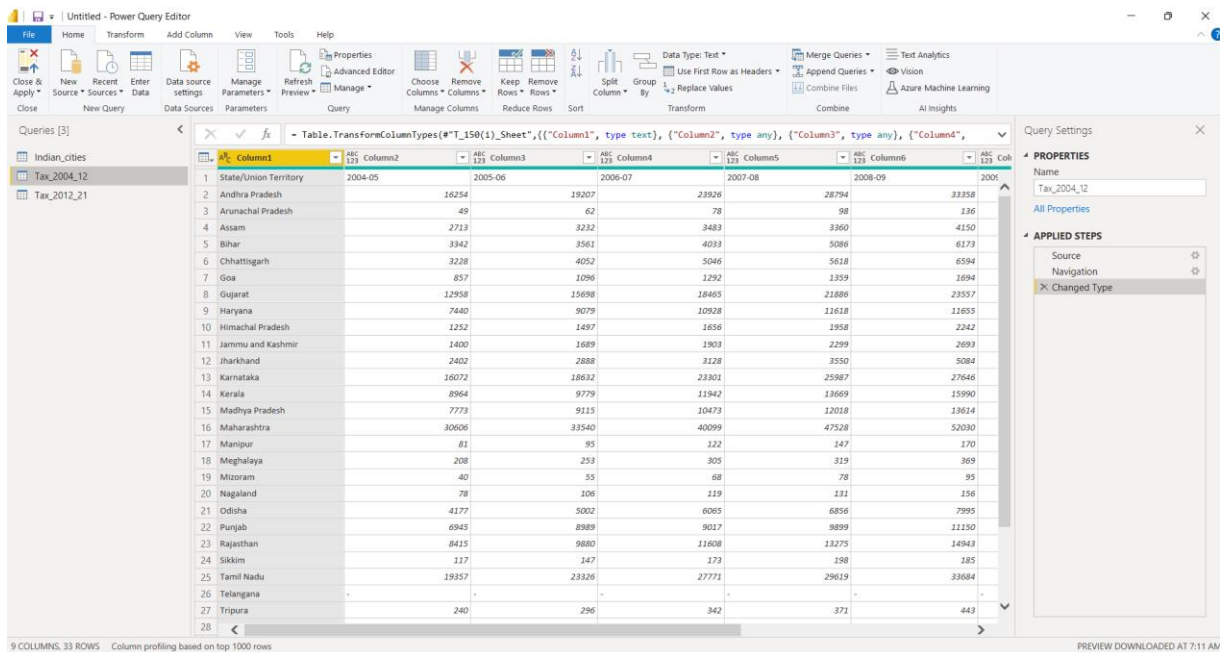 Untitled - Power Query Editor
File Home Transform Add Column View Tools Help
Close & Apply New Source Recent Sources Enter Data Data source settings Manage Parameters Refresh Preview Properties Advanced Editor Manage Choose Columns Remove Columns Keep Rows Remove Rows Split Column Group By Data Type: Text Use First Row as Headers Replace Values Merge Queries Append Queries Combine Files Text Analytics Vision Azure Machine Learning
Close New Query Data Sources Parameters Query Manage Columns Reduce Rows Sort Transform Combine AI Insights
Queries [3]
Indian_cities
Tax_2004_12
Tax_2012_21
fx = Table.TransformColumnTypes(#"T_150(i)_Sheet",{{"Column1", type text}, {"Column2", type any}, {"Column3", type any}, {"Column4",
ABC Column1 ABC 123 Column2 ABC 123 Column3 ABC 123 Column4 ABC 123 Column5 ABC 123 Column6 ABC 123
1 State/Union Territory 2004-05 2005-06 2006-07 2007-08 2008-09
2 Andhra Pradesh 16254 19207 23926 28794 33358
3 Arunachal Pradesh 49 62 78 98 136
4 Assam 2713 3232 3483 3360 4150
5 Bihar 3342 3561 4033 5086 6173
6 Chhattisgarh 3228 4052 5046 5618 6594
7 Goa 857 1096 1292 1359 1694
8 Gujarat 12958 15698 18465 21886 23557
9 Haryana 7440 9079 10928 11618 11655
10 Himachal Pradesh 1252 1497 1656 1958 2242
11 Jammu and Kashmir 1400 1689 1903 2299 2693
12 Jharkhand 2402 2888 3128 3550 5084
13 Karnataka 16072 18632 23301 25987 27646
14 Kerala 8964 9779 11942 13669 15990
15 Madhya Pradesh 7773 9115 10473 12018 13614
16 Maharashtra 30606 33540 40099 47528 52030
17 Manipur 81 95 122 147 170
18 Meghalaya 208 253 305 319 369
19 Mizoram 40 55 68 78 95
20 Nagaland 78 106 119 131 156
21 Odisha 4177 5002 6065 6856 7995
22 Punjab 6945 8989 9017 9899 11150
23 Rajasthan 8415 9880 11608 13275 14943
24 Sikkim 117 147 173 198 185
25 Tamil Nadu 19357 23326 27771 29619 33684
26 Telangana - - - - - -
27 Tripura 240 296 342 371 443
28
Query Settings
PROPERTIES
Name
Tax_2004_12
All Properties
APPLIED STEPS
Source
Navigation
Changed Type
9 COLUMNS, 33 ROWS Column profiling based on top 1000 rows PREVIEW DOWNLOADED AT 7:11 AM